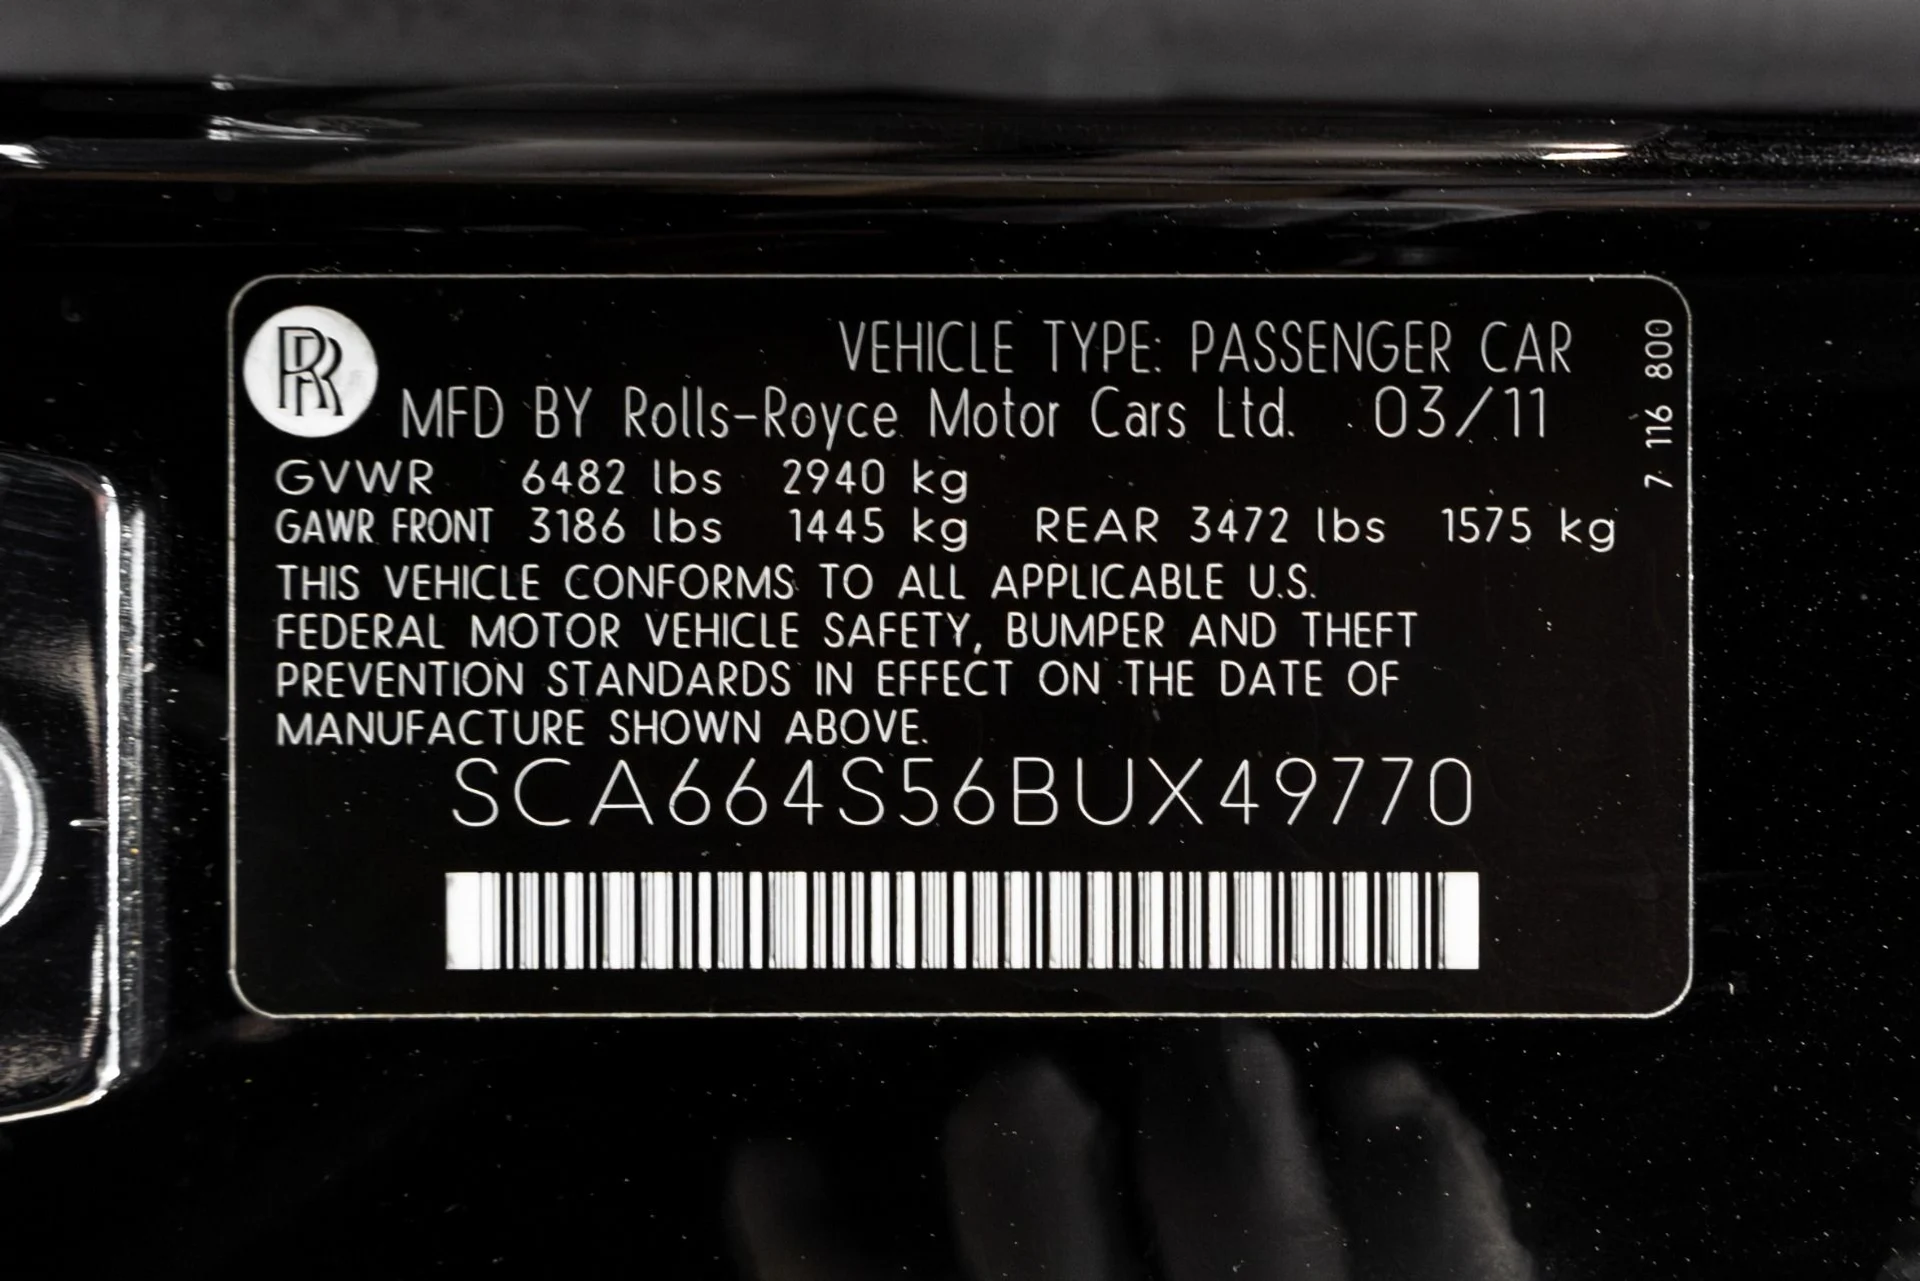 RR
VEHICLE TYPE: PASSENGER CAR
MFD BY Rolls-Royce Motor Cars Ltd. 03/11
GVWR 6482 lbs 2940 kg
GAWR FRONT 3186 lbs 1445 kg REAR 3472 lbs 1575 kg
THIS VEHICLE CONFORMS TO ALL APPLICABLE U.S.
FEDERAL MOTOR VEHICLE SAFETY, BUMPER AND THEFT
PREVENTION STANDARDS IN EFFECT ON THE DATE OF
MANUFACTURE SHOWN ABOVE.
SCA664S56BUX49770
7 116 800